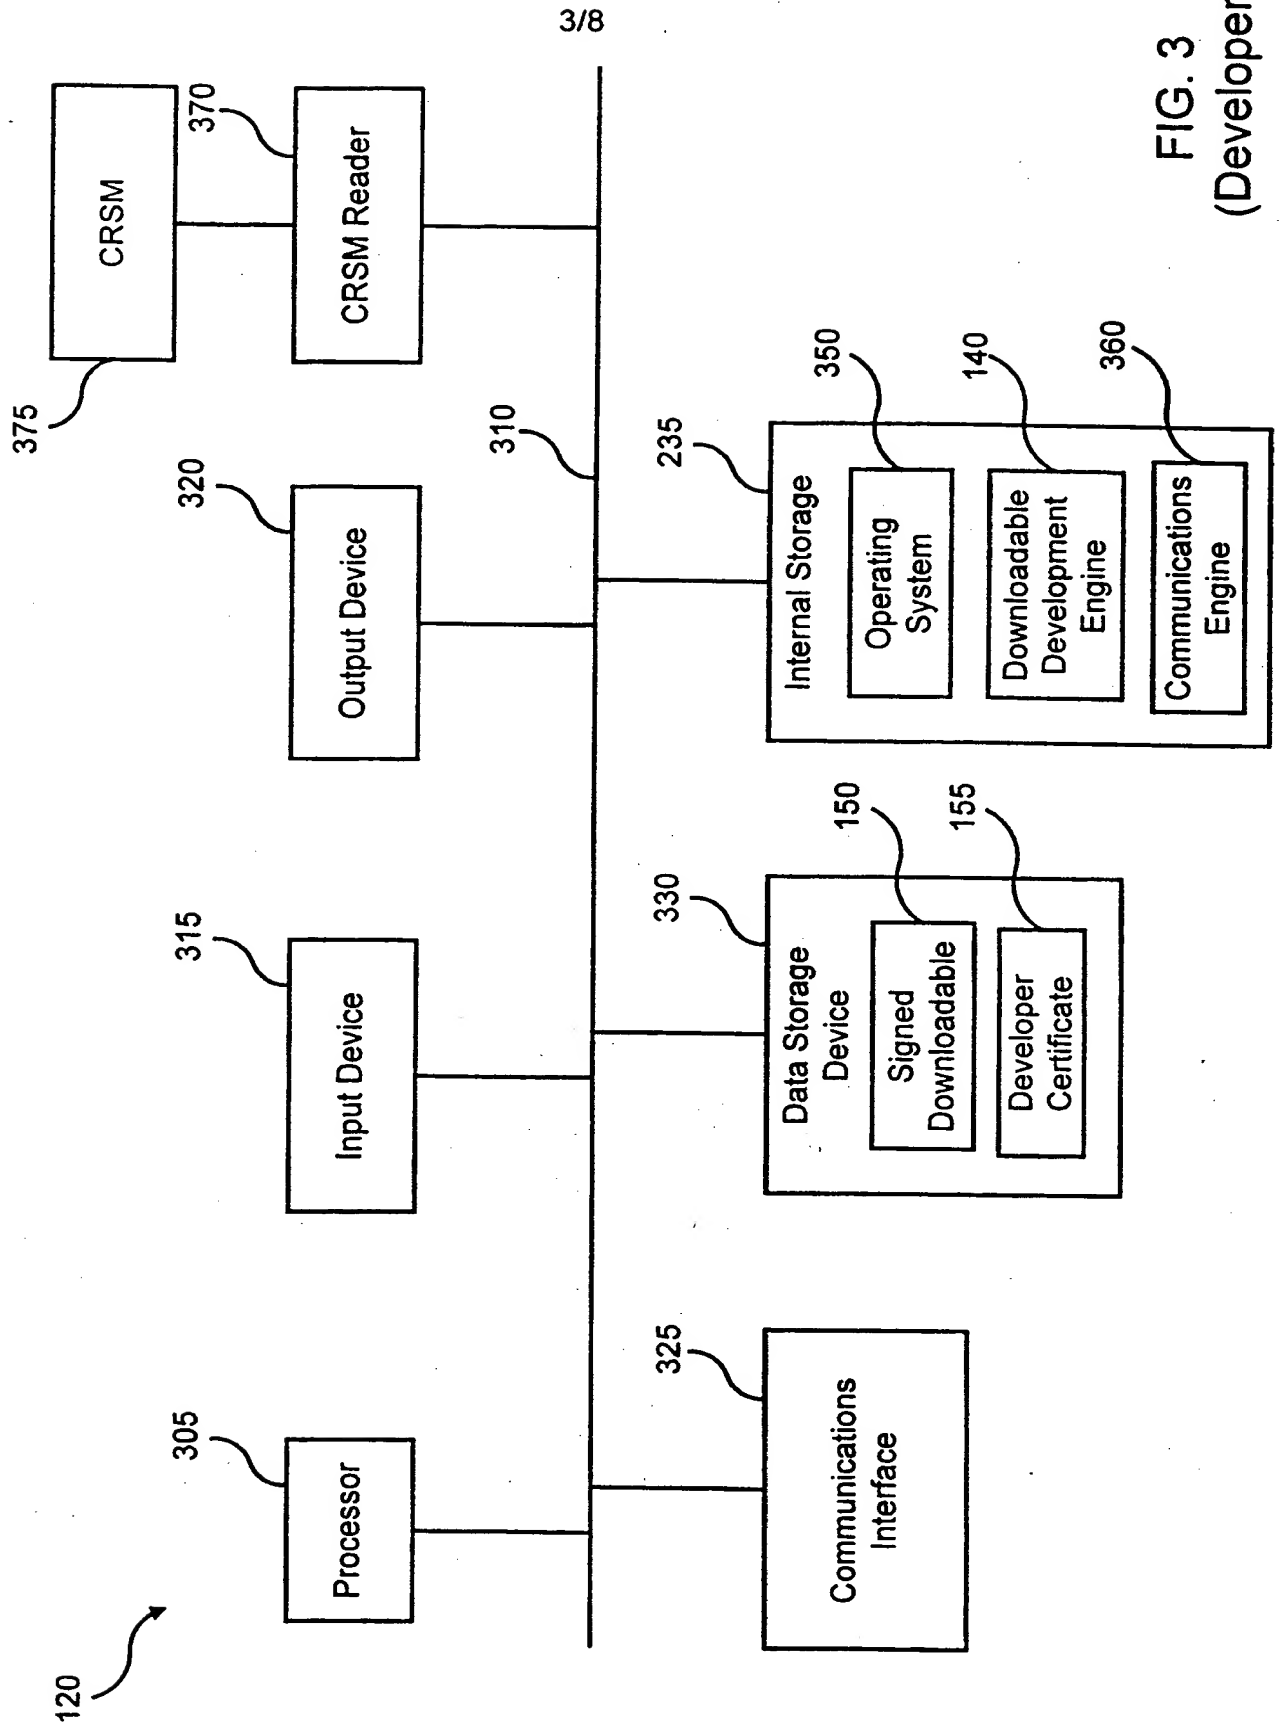 3/8
120
305
Processor
315
Input Device
320
Output Device
375
CRSM
370
CRSM Reader
310
325
Communications
Interface
330
Data Storage
Device
150
Signed
Downloadable
155
Developer
Certificate
235
Internal Storage
350
Operating
System
140
Downloadable
Development
Engine
360
Communications
Engine
FIG. 3
(Developer